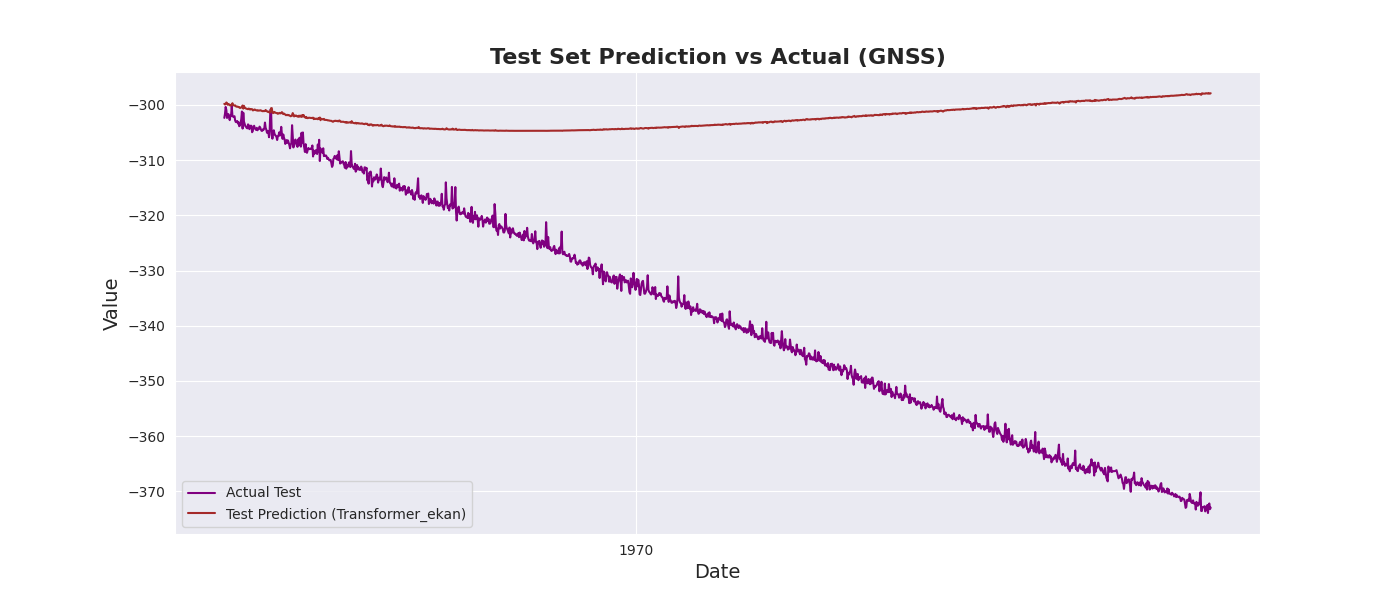 Test Set Prediction vs Actual (GNSS)
−300
−310
−320
−330
−340
−350
−360
−370
Value
Actual Test
Test Prediction (Transformer_ekan)
1970
Date